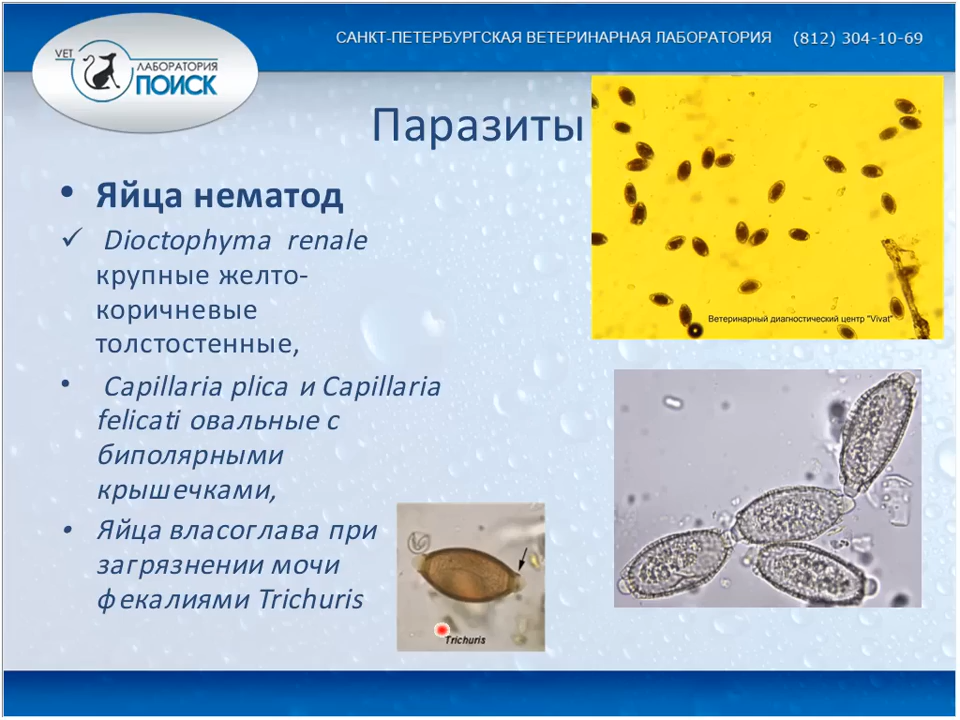 САНКТ-ПЕТЕРБУРГСКАЯ ВЕТЕРИНАРНАЯ ЛАБОРАТОРИЯ (812) 304-10-69
VET
ЛАБОРАТОРИЯ
ПОИСК
Паразиты
• Яйца нематод
✓ Dioctophyma renale
крупные желто-
коричневые
толстостенные,
• Capillaria plica и Capillaria
felicati овальные с
биполярными
крышечками,
• Яйца власоглава при
загрязнении мочи
фекалиями Trichuris
Ветеринарный диагностический центр "Vivat"
Trichuris